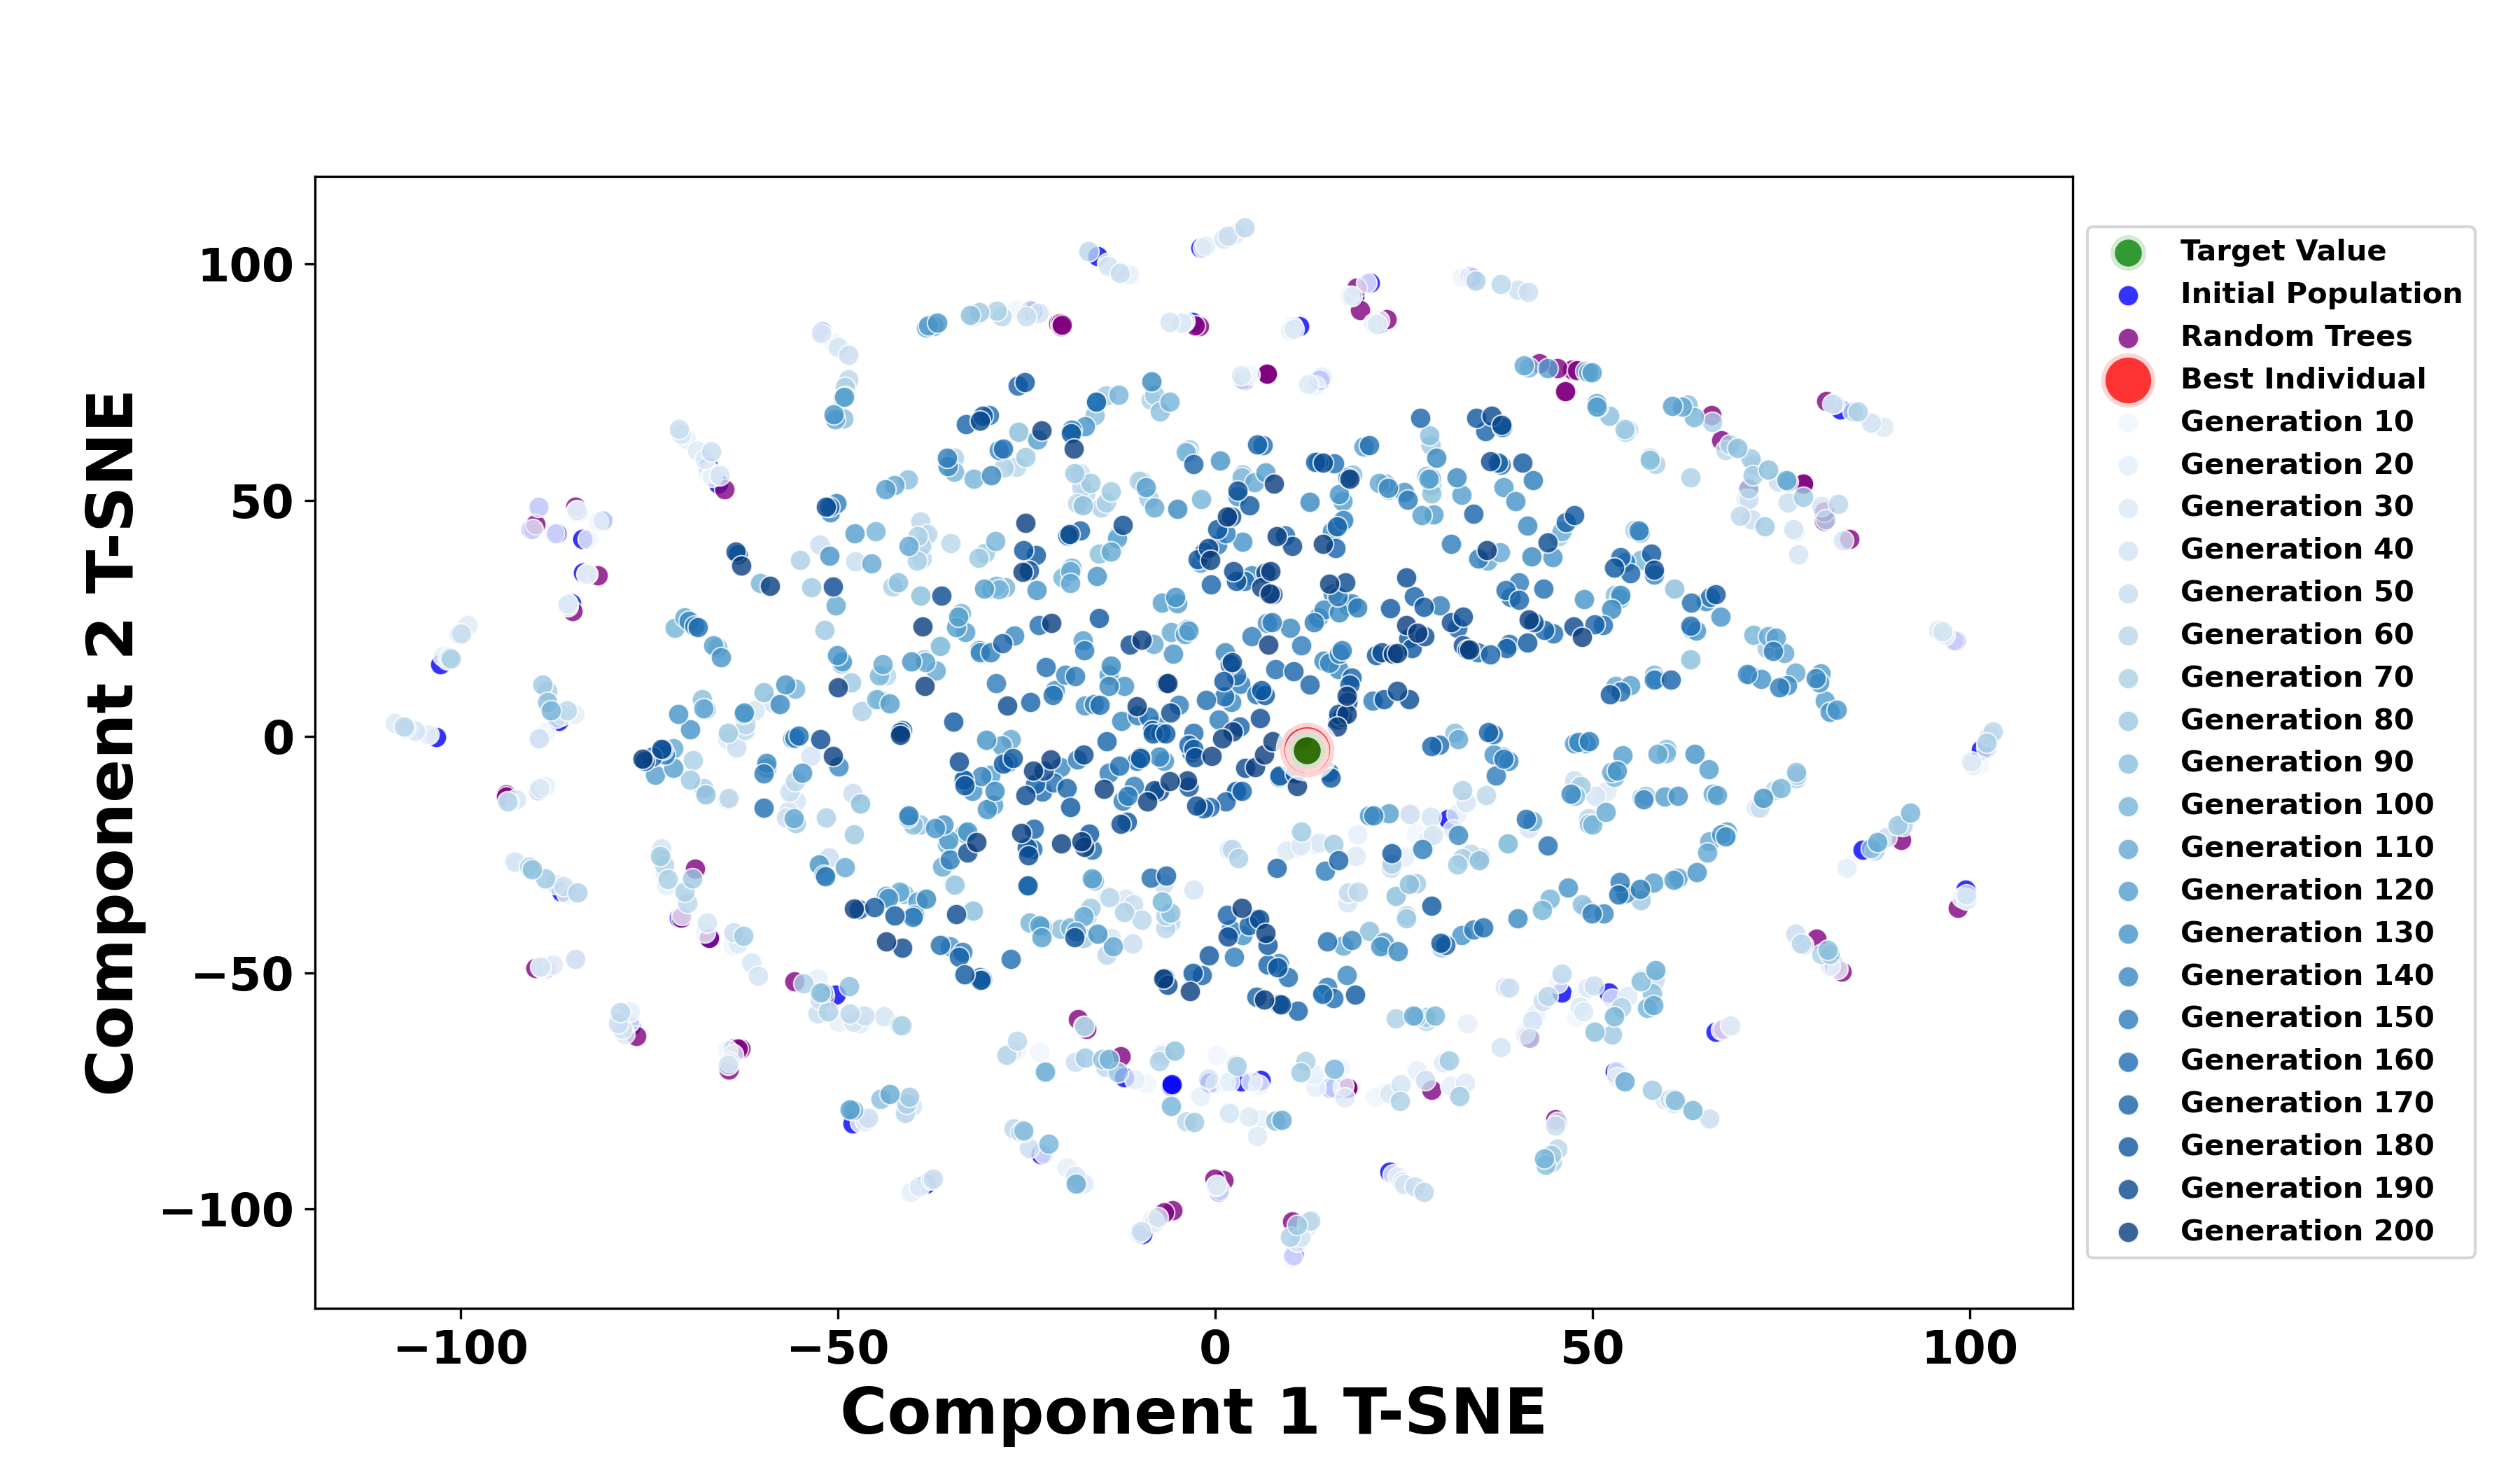 100
50
0
−50
−100
Component 2 T-SNE
−100
−50
0
50
100
Component 1 T-SNE
Target Value
Initial Population
Random Trees
Best Individual
Generation 10
Generation 20
Generation 30
Generation 40
Generation 50
Generation 60
Generation 70
Generation 80
Generation 90
Generation 100
Generation 110
Generation 120
Generation 130
Generation 140
Generation 150
Generation 160
Generation 170
Generation 180
Generation 190
Generation 200